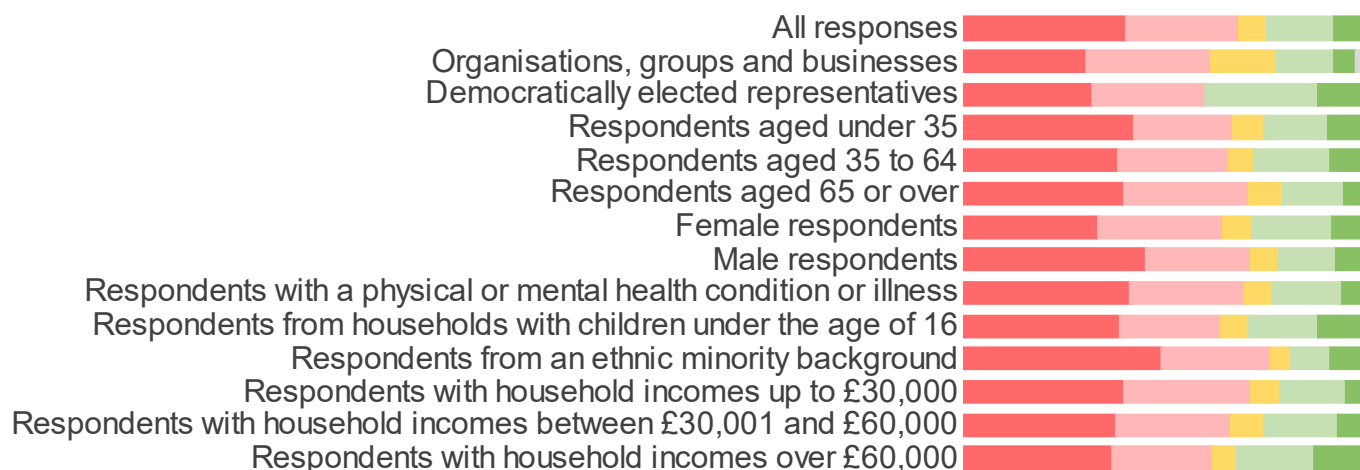 All responses
Organisations, groups and businesses
Democratically elected representatives
Respondents aged under 35
Respondents aged 35 to 64
Respondents aged 65 or over
Female respondents
Male respondents
Respondents with a physical or mental health condition or illness
Respondents from households with children under the age of 16
Respondents from an ethnic minority background
Respondents with household incomes up to £30,000
Respondents with household incomes between £30,001 and £60,000
Respondents with household incomes over £60,000